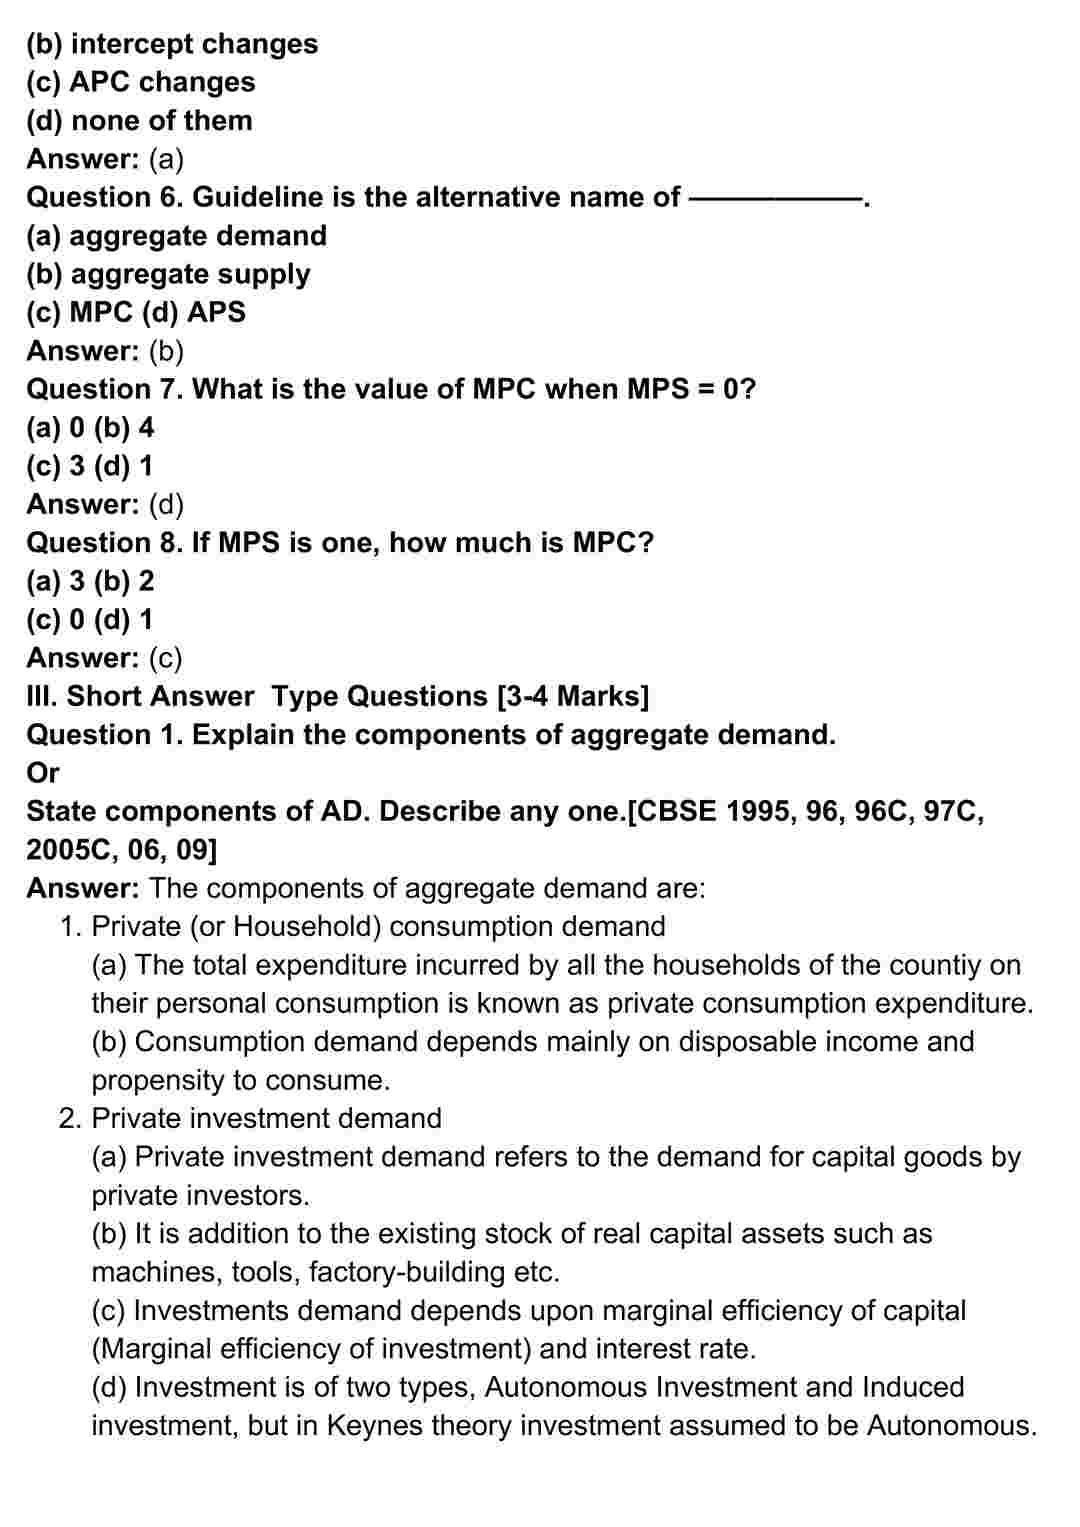 (b) intercept changes
(c) APC changes
(d) none of them
Answer: (a)
Question 6. Guideline is the alternative name of ——————.
(a) aggregate demand
(b) aggregate supply
(c) MPC (d) APS
Answer: (b)
Question 7. What is the value of MPC when MPS = 0?
(a) 0 (b) 4
(c) 3 (d) 1
Answer: (d)
Question 8. If MPS is one, how much is MPC?
(a) 3 (b) 2
(c) 0 (d) 1
Answer: (c)
III. Short Answer  Type Questions [3-4 Marks]
Question 1. Explain the components of aggregate demand.
Or
State components of AD. Describe any one.[CBSE 1995, 96, 96C, 97C,
2005C, 06, 09]
Answer: The components of aggregate demand are:
1. Private (or Household) consumption demand
(a) The total expenditure incurred by all the households of the countiy on
their personal consumption is known as private consumption expenditure.
(b) Consumption demand depends mainly on disposable income and
propensity to consume.
2. Private investment demand
(a) Private investment demand refers to the demand for capital goods by
private investors.
(b) It is addition to the existing stock of real capital assets such as
machines, tools, factory-building etc.
(c) Investments demand depends upon marginal efficiency of capital
(Marginal efficiency of investment) and interest rate.
(d) Investment is of two types, Autonomous Investment and Induced
investment, but in Keynes theory investment assumed to be Autonomous.